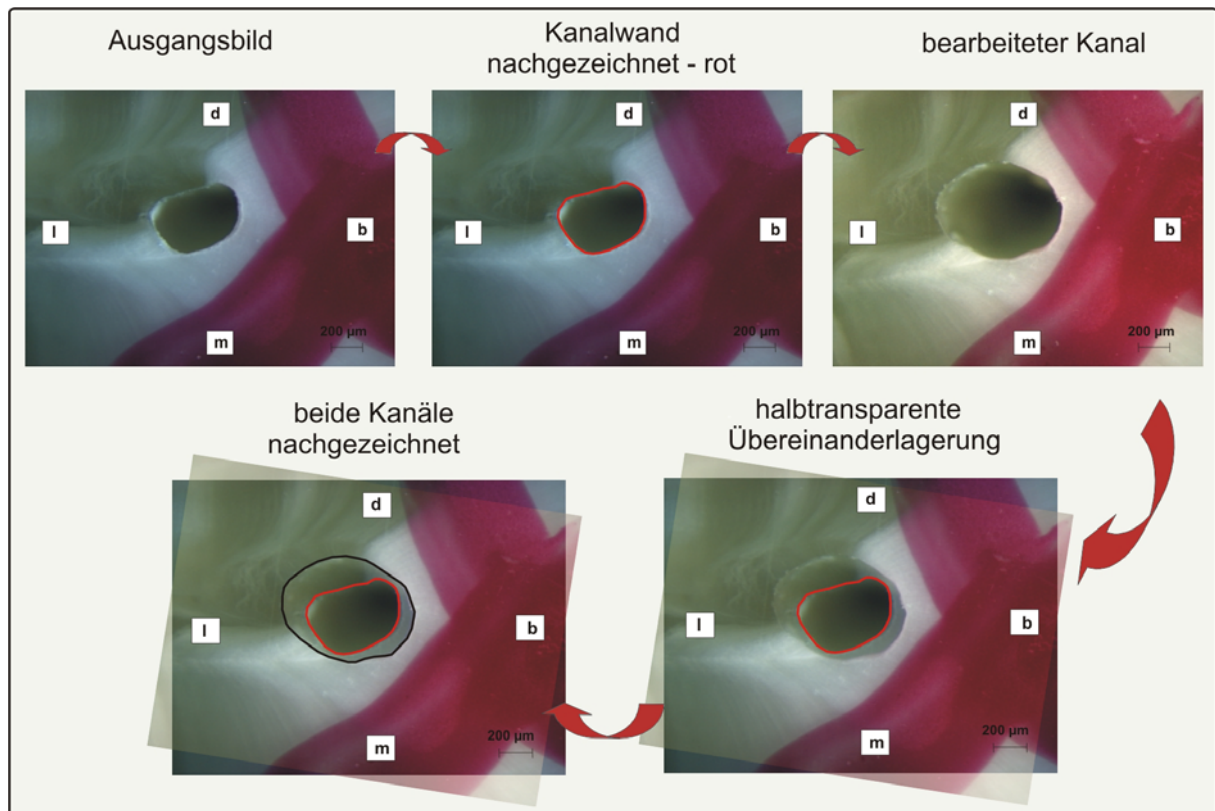 Ausgangsbild
Kanalwand
nachgezeichnet - rot
bearbeiteter Kanal
d
l
b
m
200 µm
d
l
b
m
200 µm
d
l
b
m
200 µm
beide Kanäle
nachgezeichnet
halbtransparente
Übereinanderlagerung
d
l
b
m
200 µm
d
l
b
m
200 µm